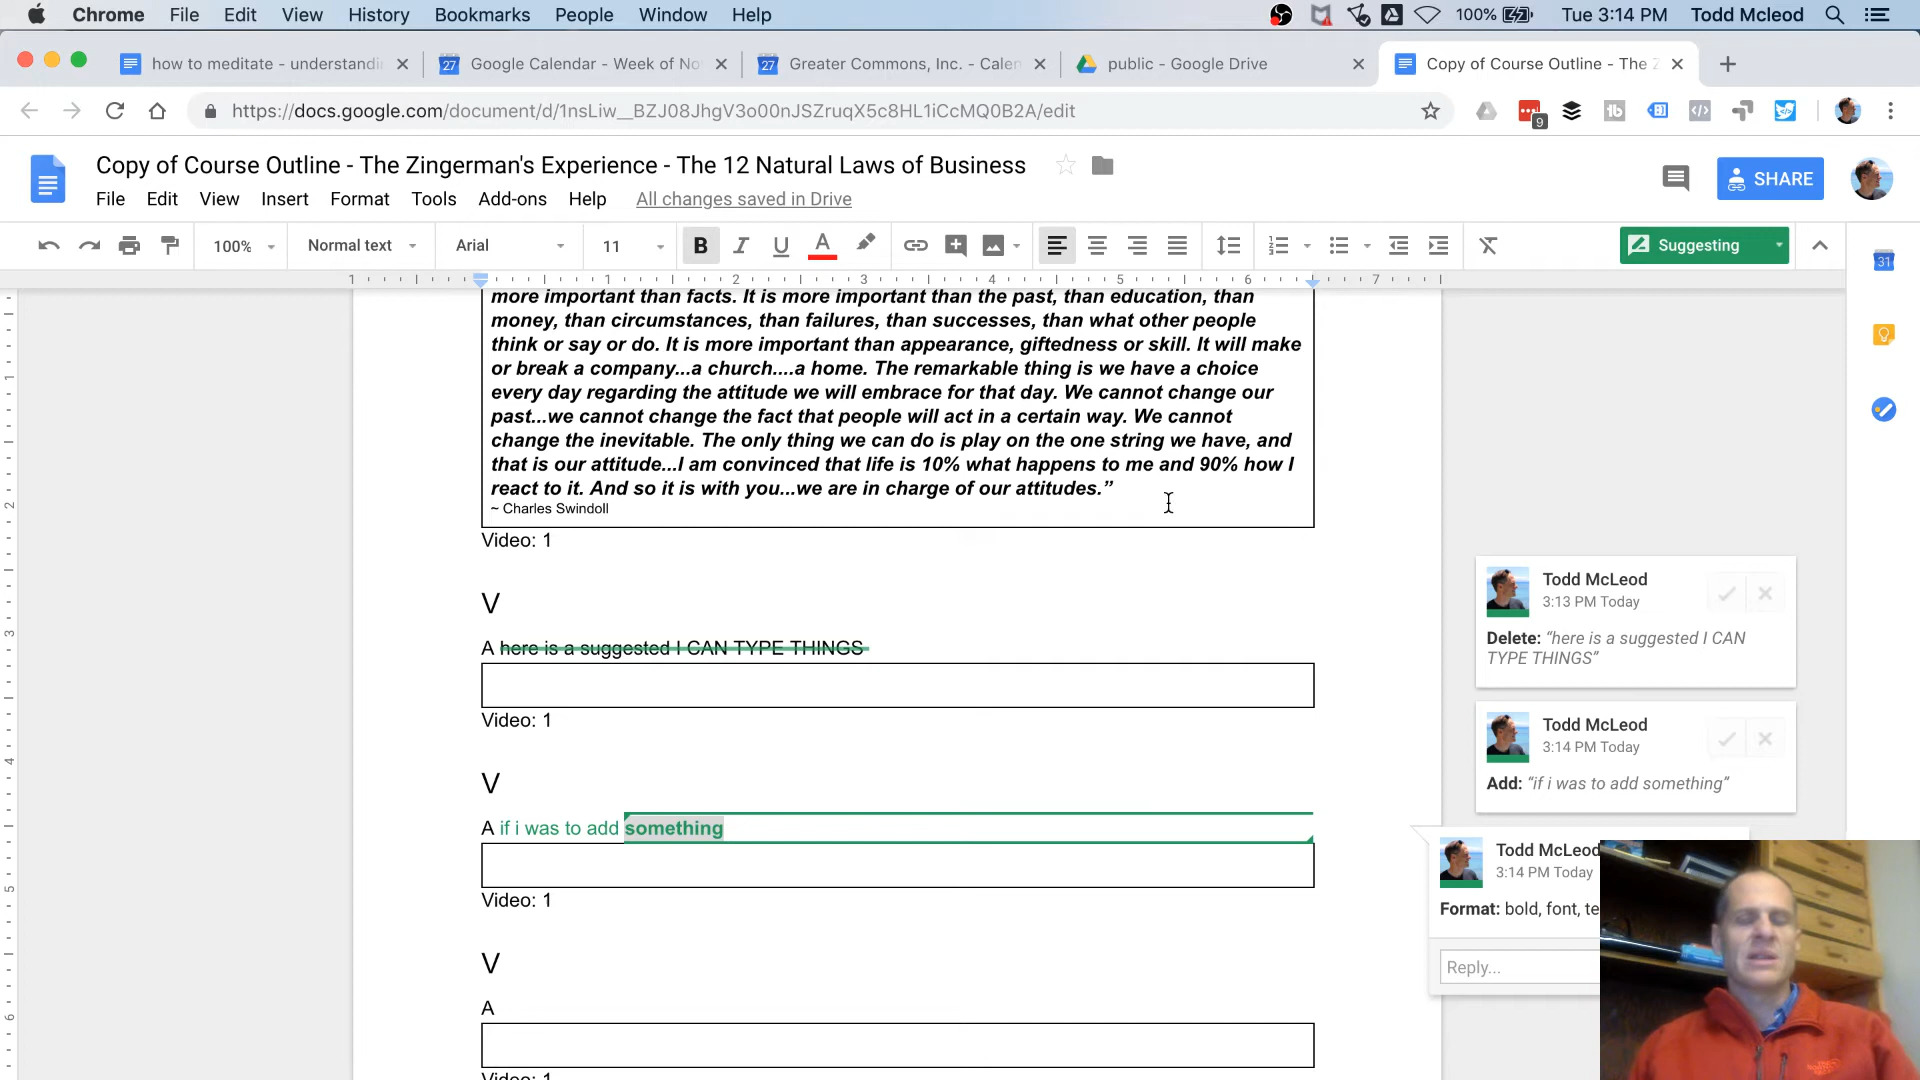 Chrome File Edit View History Bookmarks People Window Help 100% Tue 3:14 PM Todd Mcleod
how to meditate - understandi
Google Calendar - Week of No
Greater Commons, Inc. - Calen
public - Google Drive
Copy of Course Outline - The Z
https://docs.google.com/document/d/1nsLiw__BZJ08JhgV3o00nJSZruqX5c8HL1iCcMQ0B2A/edit
9
Copy of Course Outline - The Zingerman's Experience - The 12 Natural Laws of Business
SHARE
File Edit View Insert Format Tools Add-ons Help All changes saved in Drive
100% Normal text Arial 11 B I U A Suggesting
31
1 1 2 3 4 5 6 7
more important than facts. It is more important than the past, than education, than
money, than circumstances, than failures, than successes, than what other people
think or say or do. It is more important than appearance, giftedness or skill. It will make
or break a company...a church....a home. The remarkable thing is we have a choice
every day regarding the attitude we will embrace for that day. We cannot change our
past...we cannot change the fact that people will act in a certain way. We cannot
change the inevitable. The only thing we can do is play on the one string we have, and
that is our attitude...I am convinced that life is 10% what happens to me and 90% how I
react to it. And so it is with you...we are in charge of our attitudes.”
~ Charles Swindoll
Video: 1
V
A here is a suggested I CAN TYPE THINGS
Video: 1
V
A if i was to add something
Video: 1
V
A
Video: 1
Todd McLeod
3:13 PM Today
Delete: “here is a suggested I CAN
TYPE THINGS”
Todd McLeod
3:14 PM Today
Add: “if i was to add something”
Todd McLeod
3:14 PM Today
Format: bold, font, te
Reply...